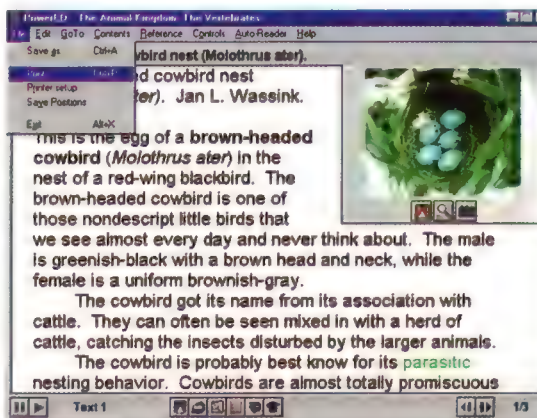 PowerCD The Animal Kingdom The Vertebrates
File Edit GoTo Contents Reference Controls Auto-Reader Help
Save as Ctrl+A
Print
Printer setup
Save Positions
Exit Alt+X
wbird nest (Molothrus ater).
d cowbird nest
ter). Jan L. Wassink.
This is the egg of a brown-headed
cowbird (Molothrus ater) in the
nest of a red-wing blackbird. The
brown-headed cowbird is one of
those nondescript little birds that
we see almost every day and never think about. The male
is greenish-black with a brown head and neck, while the
female is a uniform brownish-gray.
The cowbird got its name from its association with
cattle. They can often be seen mixed in with a herd of
cattle, catching the insects disturbed by the larger animals.
The cowbird is probably best know for its parasitic
nesting behavior. Cowbirds are almost totally promiscuous
Text 1
1/3